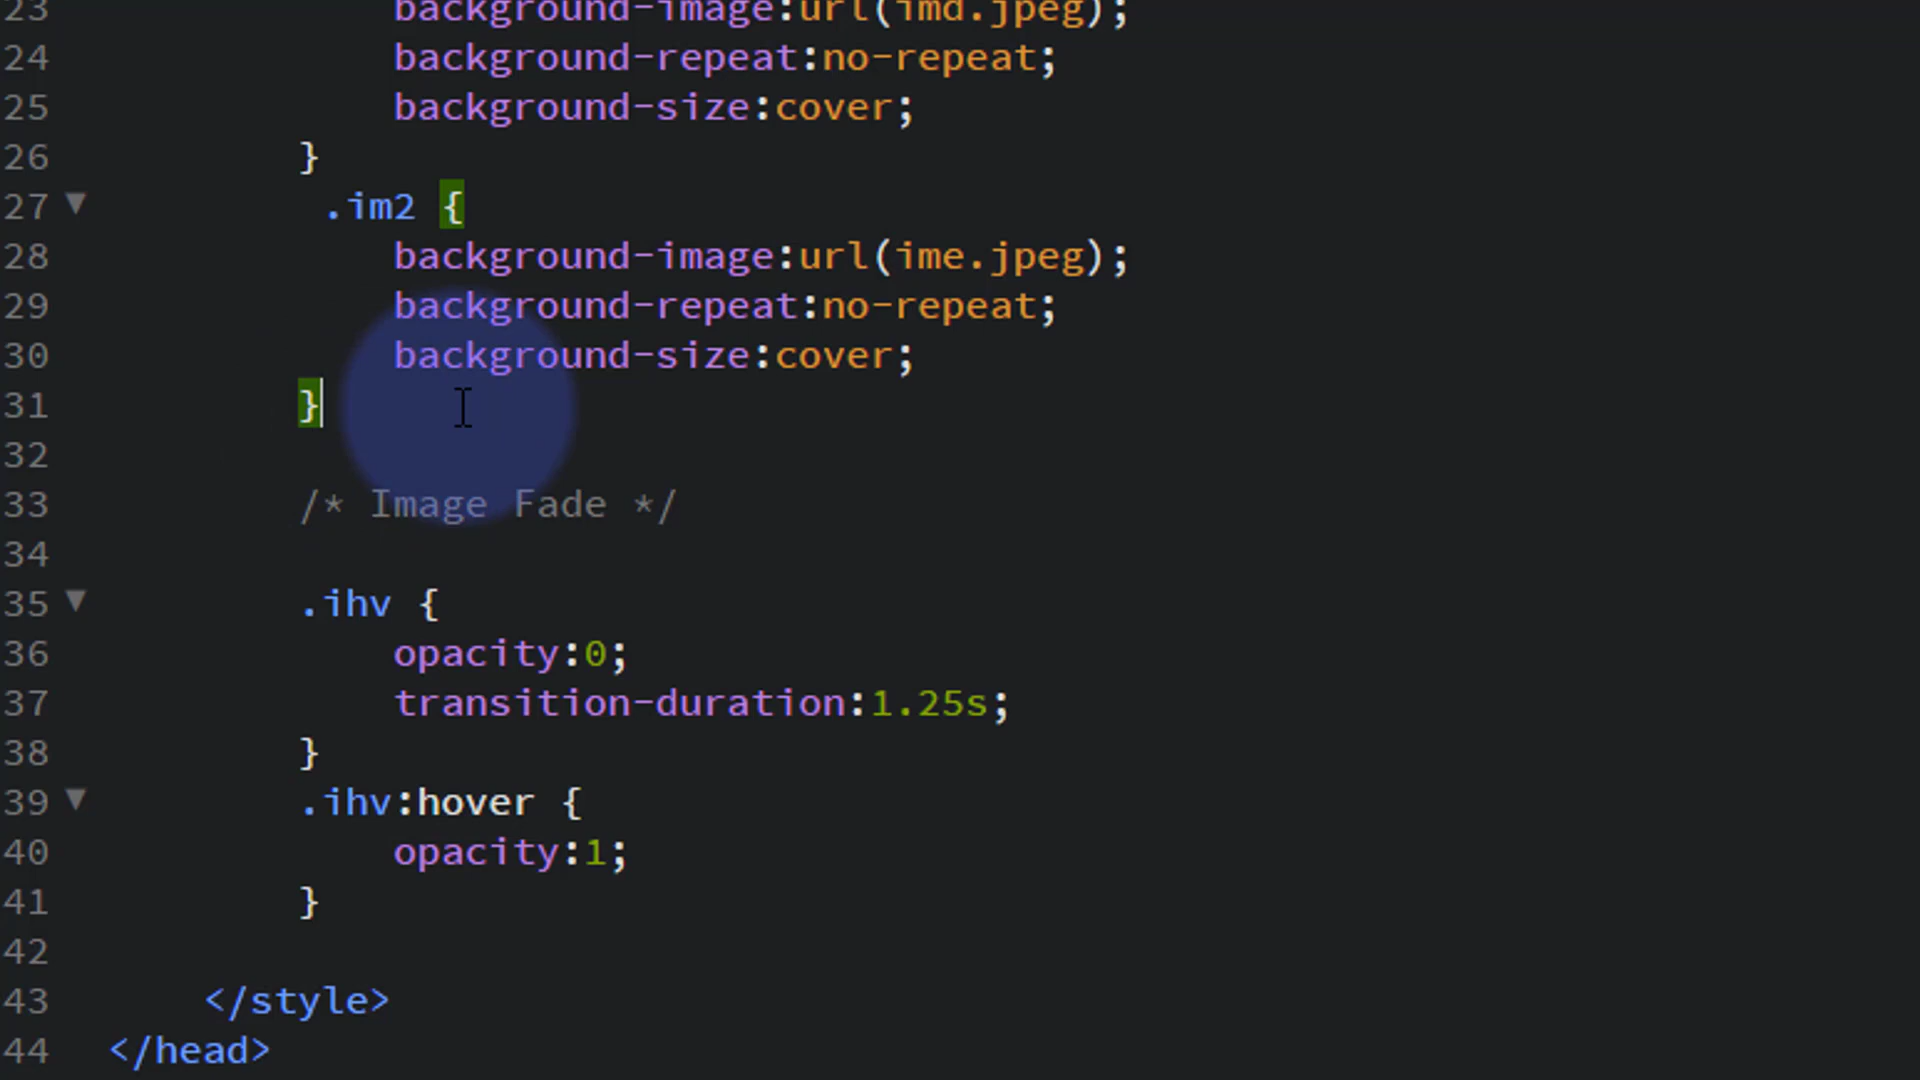 23 background-image:url(imd.jpeg);
24 background-repeat:no-repeat;
25 background-size:cover;
26 }
27 .im2 {
28 background-image:url(ime.jpeg);
29 background-repeat:no-repeat;
30 background-size:cover;
31 }
32
33 /* Image Fade */
34
35 .ihv {
36 opacity:0;
37 transition-duration:1.25s;
38 }
39 .ihv:hover {
40 opacity:1;
41 }
42
43 </style>
44 </head>